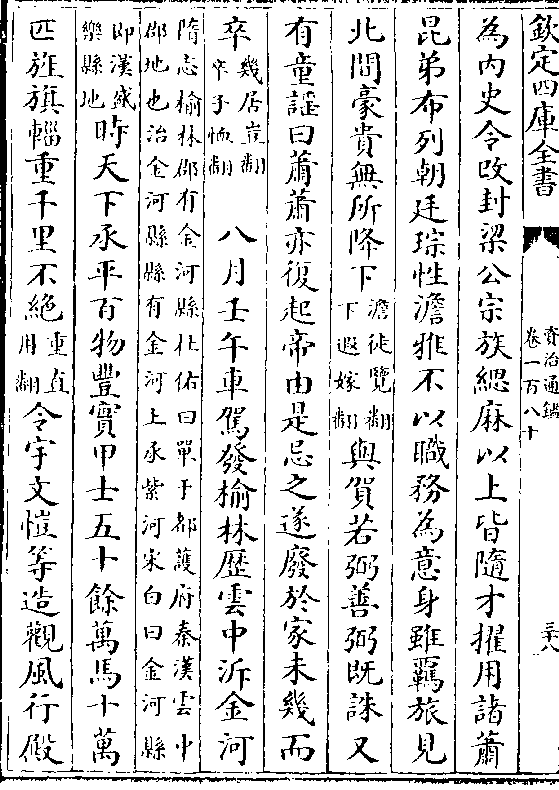 欽定四庫全書
資治通鑑
卷一百八十
三十八
為内史令改封梁公宗族緦麻以上皆隨才擢用諸蕭
昆弟布列朝廷琮性澹雅不以職務為意身雖羈旅見
北間豪貴無所降下
澹徒覽翻
下遐嫁翻
與賀若弼善弼既誅又
有童謡曰蕭蕭亦復起帝由是忌之遂廢於家未幾而
卒
幾居豈翻
卒子恤翻
八月壬午車駕發榆林歴雲中泝金河
隋志榆林郡有金河縣杜佑曰單于都護府秦漢雲中
郡地也治金河縣縣有金河上承紫河宋白曰金河縣
即漢成
樂縣地
時天下承平百物豐實甲士五十餘萬馬十萬
匹旌旗輜重千里不絶
重直
用翻
令宇文愷等造觀風行殿